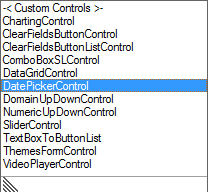 -< Custom Controls >-
ChartingControl
ClearFieldsButtonControl
ClearFieldsButtonListControl
ComboBoxSLControl
DataGridControl
DatePickerControl
DomainUpDownControl
NumericUpDownControl
SliderControl
TextBoxToButtonList
ThemesFormControl
VideoPlayerControl